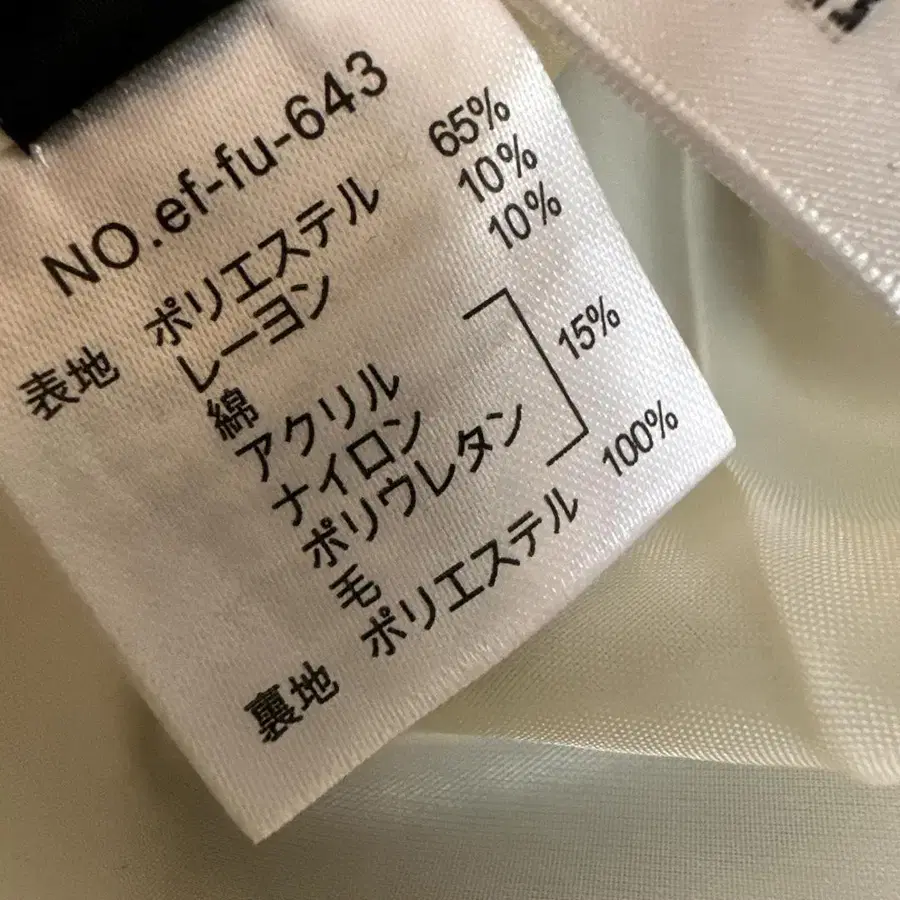 NO.ef-fu-643
表地 ポリエステル 65%
レーヨン 10%
綿 10%
アクリル
ナイロン 15%
ポリウレタン
毛
裏地 ポリエステル 100%